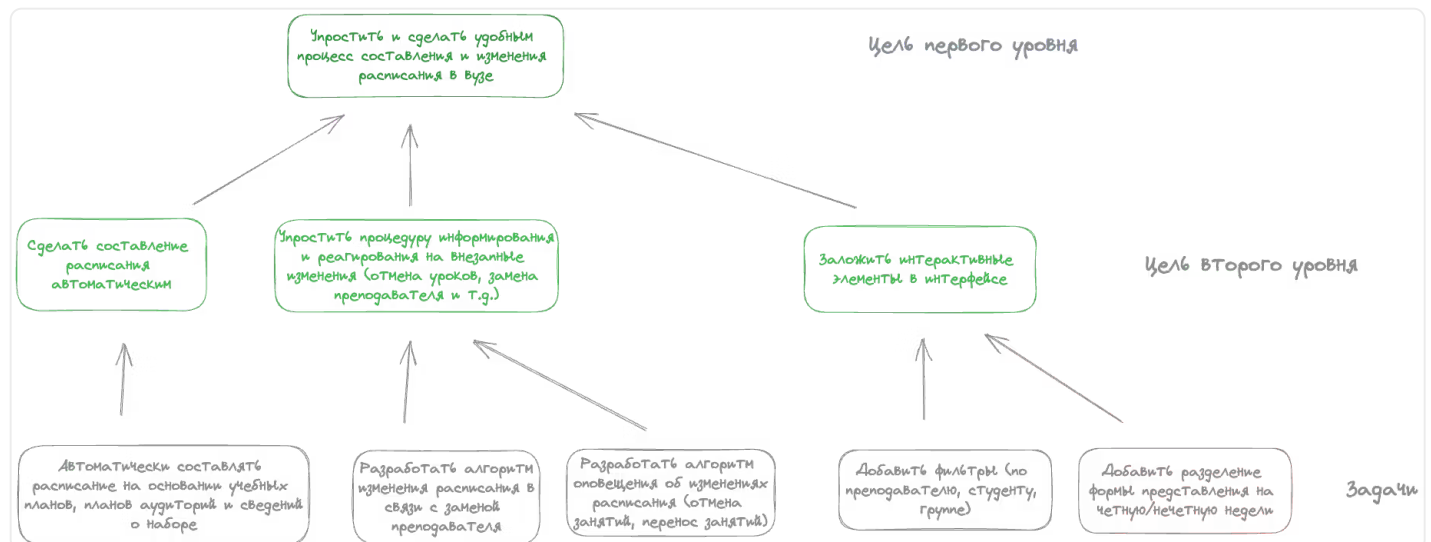 Упростить и сделать удобным
процесс составления и изменения
расписания в вузе
Цель первого уровня
Сделать составление
расписания
автоматическим
Упростить процедуру информирования
и реагирования на внезапные
изменения (отмена уроков, замена
преподавателя и т.д.)
Заложить интерактивные
элементы в интерфейсе
Цель второго уровня
Автоматически составлять
расписание на основании учебных
планов, планов аудиторий и сведений
о наборе
Разработать алгоритм
изменения расписания в
связи с заменой
преподавателя
Разработать алгоритм
оповещения об изменениях
расписания (отмена
занятий, перенос занятий)
Добавить фильтры (по
преподавателю, студенту,
группе)
Добавить разделение
формы представления на
четную/нечетную недели
Задачи